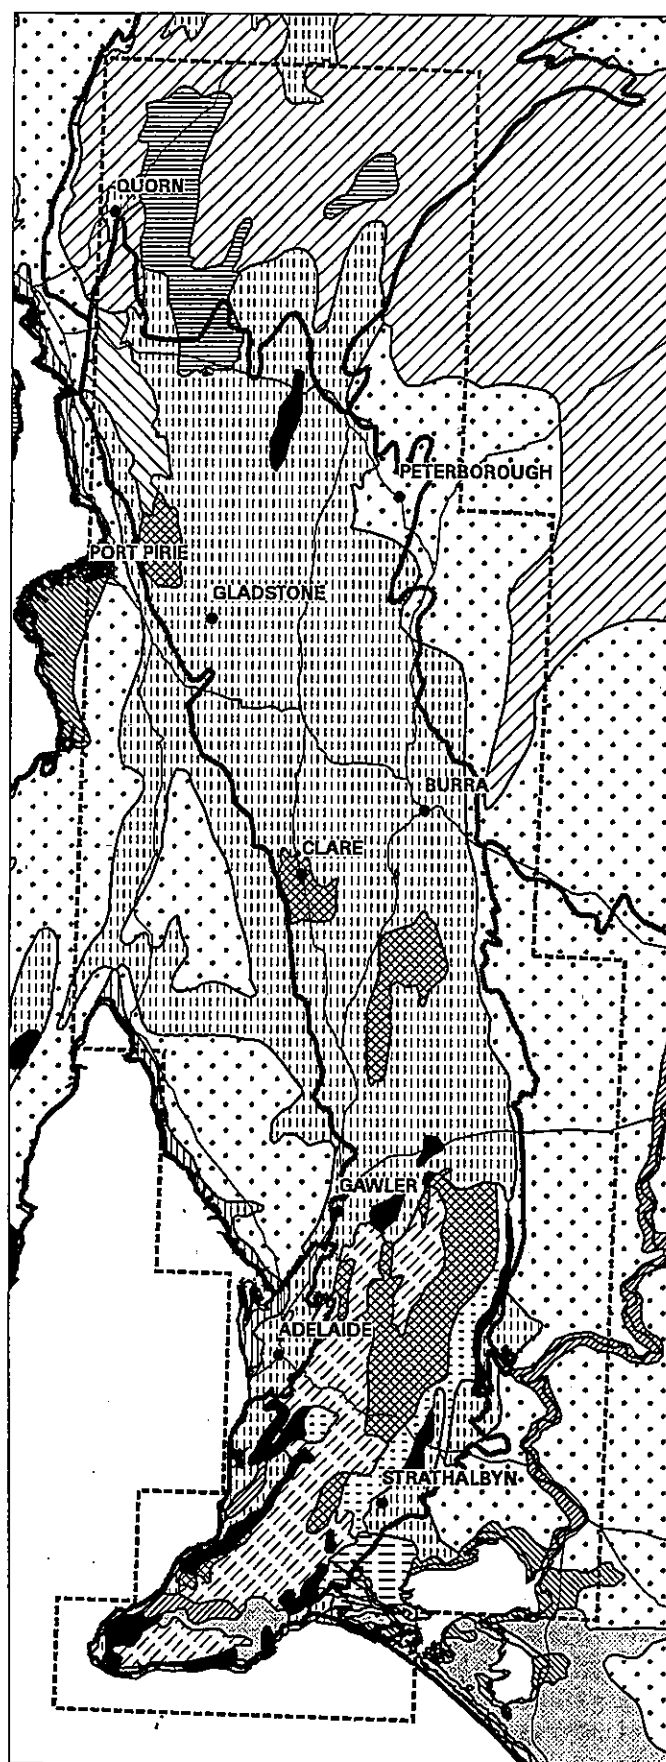 QUORN
PETERBOROUGH
PORT PIRIE
GLADSTONE
BURRA
CLARE
GAWLER
ADELAIDE
STRATHALBYN